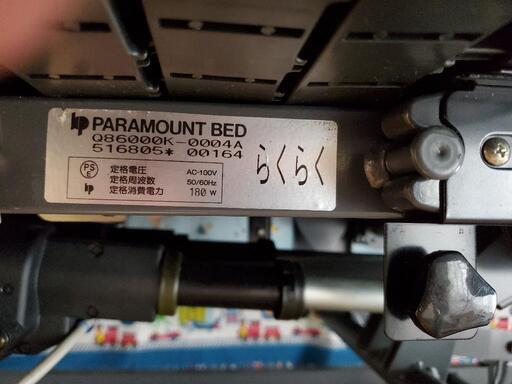 PARAMOUNT BED
Q86000K-0004A
516805* 00164
らくらく
PS
E
定格電圧 AC-100V
定格周波数 50/60Hz
定格消費電力 180 W